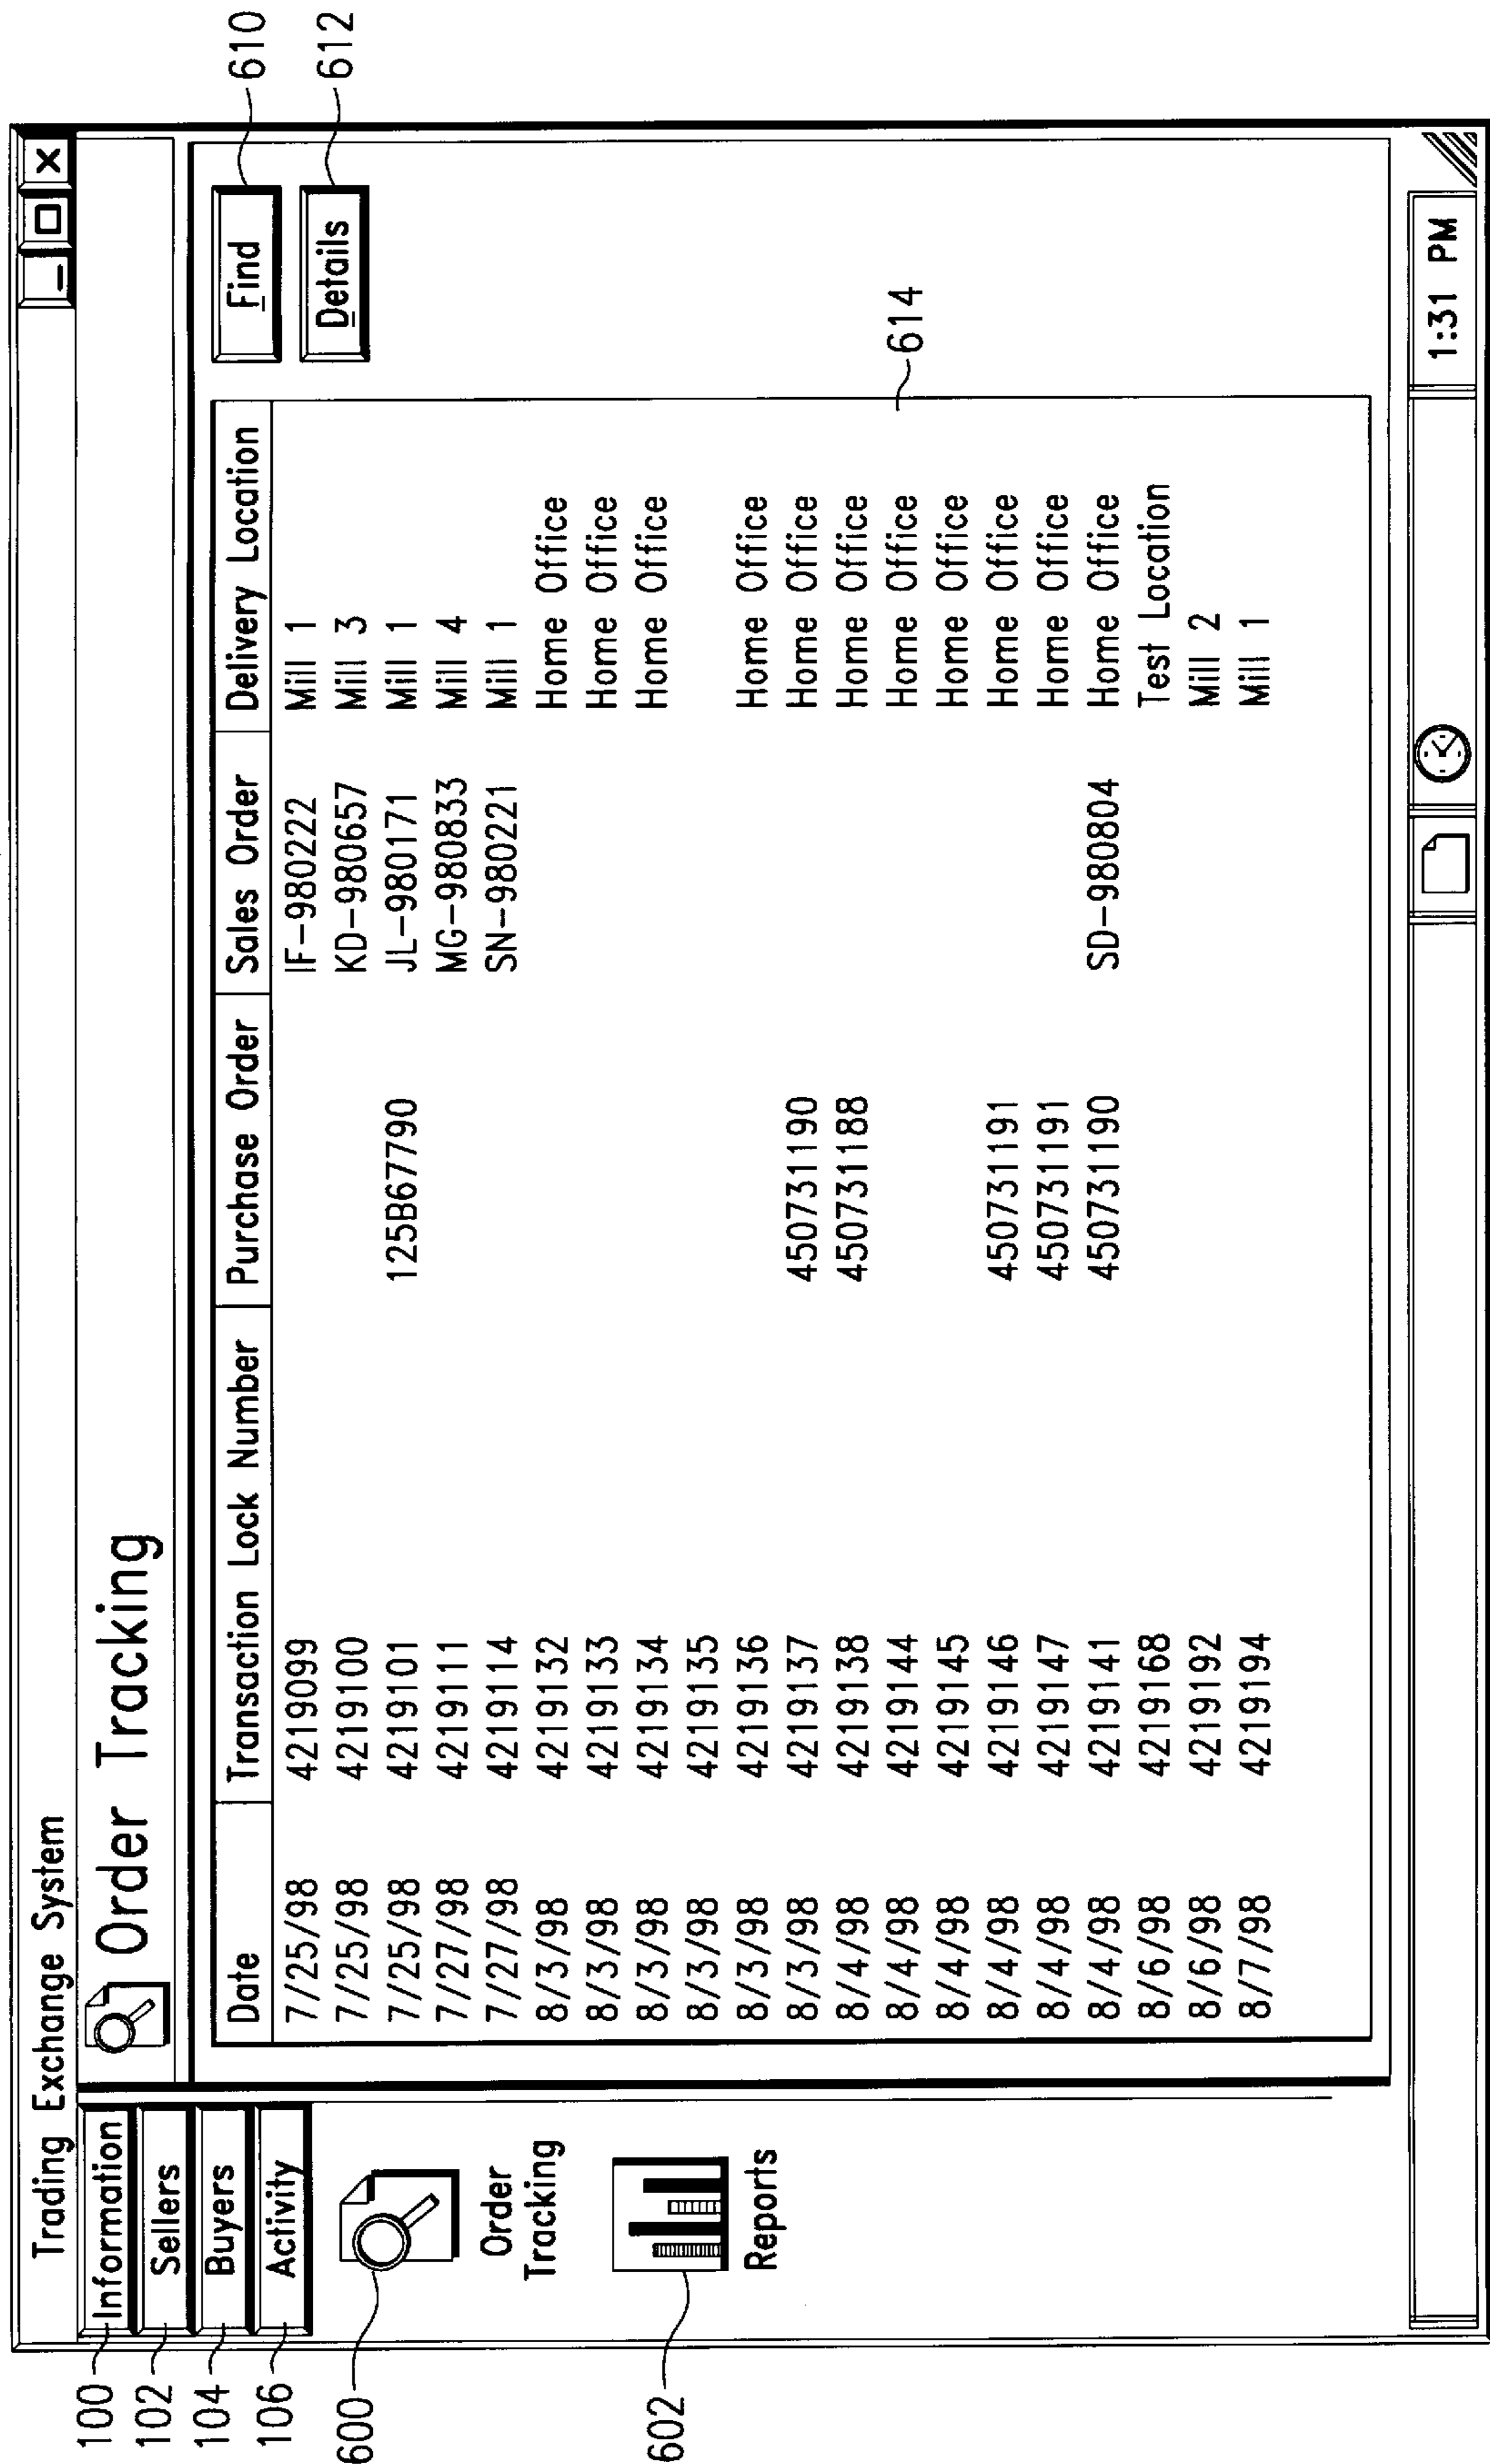 Trading Exchange System
100 Information
102 Sellers
104 Buyers
106 Activity
600
Order
Tracking
602
Reports
Order Tracking
Find 610
Details 612
Date Transaction Lock Number Purchase Order Sales Order Delivery Location
7/25/98 4219099 IF-980222 Mill 1
7/25/98 4219100 KD-980657 Mill 3
7/25/98 4219101 125B67790 JL-980171 Mill 1
7/27/98 4219111 MG-980833 Mill 4
7/27/98 4219114 SN-980221 Mill 1
8/3/98 4219132 Home Office
8/3/98 4219133 Home Office
8/3/98 4219134 Home Office
8/3/98 4219135
8/3/98 4219136 Home Office
8/3/98 4219137 450731190 Home Office
8/4/98 4219138 450731188 Home Office
8/4/98 4219144 Home Office
8/4/98 4219145 Home Office
8/4/98 4219146 450731191 Home Office
8/4/98 4219147 450731191 Home Office
8/4/98 4219141 450731190 SD-980804 Home Office
8/6/98 4219168 Test Location
8/6/98 4219192 Mill 2
8/7/98 4219194 Mill 1
614
1:31 PM